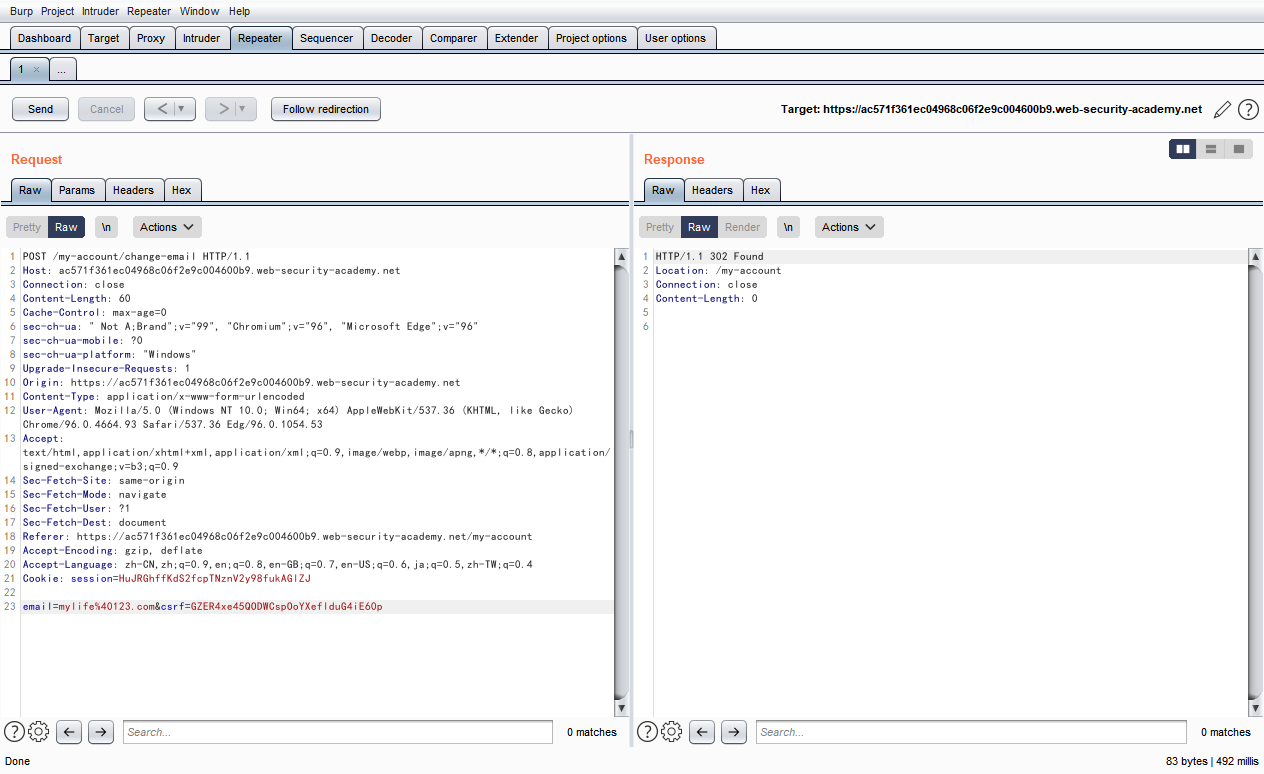 Burp Project Intruder Repeater Window Help
Dashboard Target Proxy Intruder Repeater Sequencer Decoder Comparer Extender Project options User options
1 × ...
Send Cancel < ▼ > ▼ Follow redirection Target: https://ac571f361ec04968c06f2e9c004600b9.web-security-academy.net ?
Request
Raw Params Headers Hex
Pretty Raw \n Actions
1 POST /my-account/change-email HTTP/1.1
2 Host: ac571f361ec04968c06f2e9c004600b9.web-security-academy.net
3 Connection: close
4 Content-Length: 60
5 Cache-Control: max-age=0
6 sec-ch-ua: " Not A;Brand";v="99", "Chromium";v="96", "Microsoft Edge";v="96"
7 sec-ch-ua-mobile: ?0
8 sec-ch-ua-platform: "Windows"
9 Upgrade-Insecure-Requests: 1
10 Origin: https://ac571f361ec04968c06f2e9c004600b9.web-security-academy.net
11 Content-Type: application/x-www-form-urlencoded
12 User-Agent: Mozilla/5.0 (Windows NT 10.0; Win64; x64) AppleWebKit/537.36 (KHTML, like Gecko)
Chrome/96.0.4664.93 Safari/537.36 Edg/96.0.1054.53
13 Accept:
text/html,application/xhtml+xml,application/xml;q=0.9,image/webp,image/apng,*/*;q=0.8,application/
signed-exchange;v=b3;q=0.9
14 Sec-Fetch-Site: same-origin
15 Sec-Fetch-Mode: navigate
16 Sec-Fetch-User: ?1
17 Sec-Fetch-Dest: document
18 Referer: https://ac571f361ec04968c06f2e9c004600b9.web-security-academy.net/my-account
19 Accept-Encoding: gzip, deflate
20 Accept-Language: zh-CN,zh;q=0.9,en;q=0.8,en-GB;q=0.7,en-US;q=0.6,ja;q=0.5,zh-TW;q=0.4
21 Cookie: session=HuJRGhffKdS2fcpTNznV2y98fukAGlZJ
22
23 email=mylife%40123.com&csrf=GZER4xe45QODWCspOoYXeflduG4iE6Op
? Search... 0 matches
Response
Raw Headers Hex
Pretty Raw Render \n Actions
1 HTTP/1.1 302 Found
2 Location: /my-account
3 Connection: close
4 Content-Length: 0
5
6
? Search... 0 matches
Done 83 bytes | 492 millis